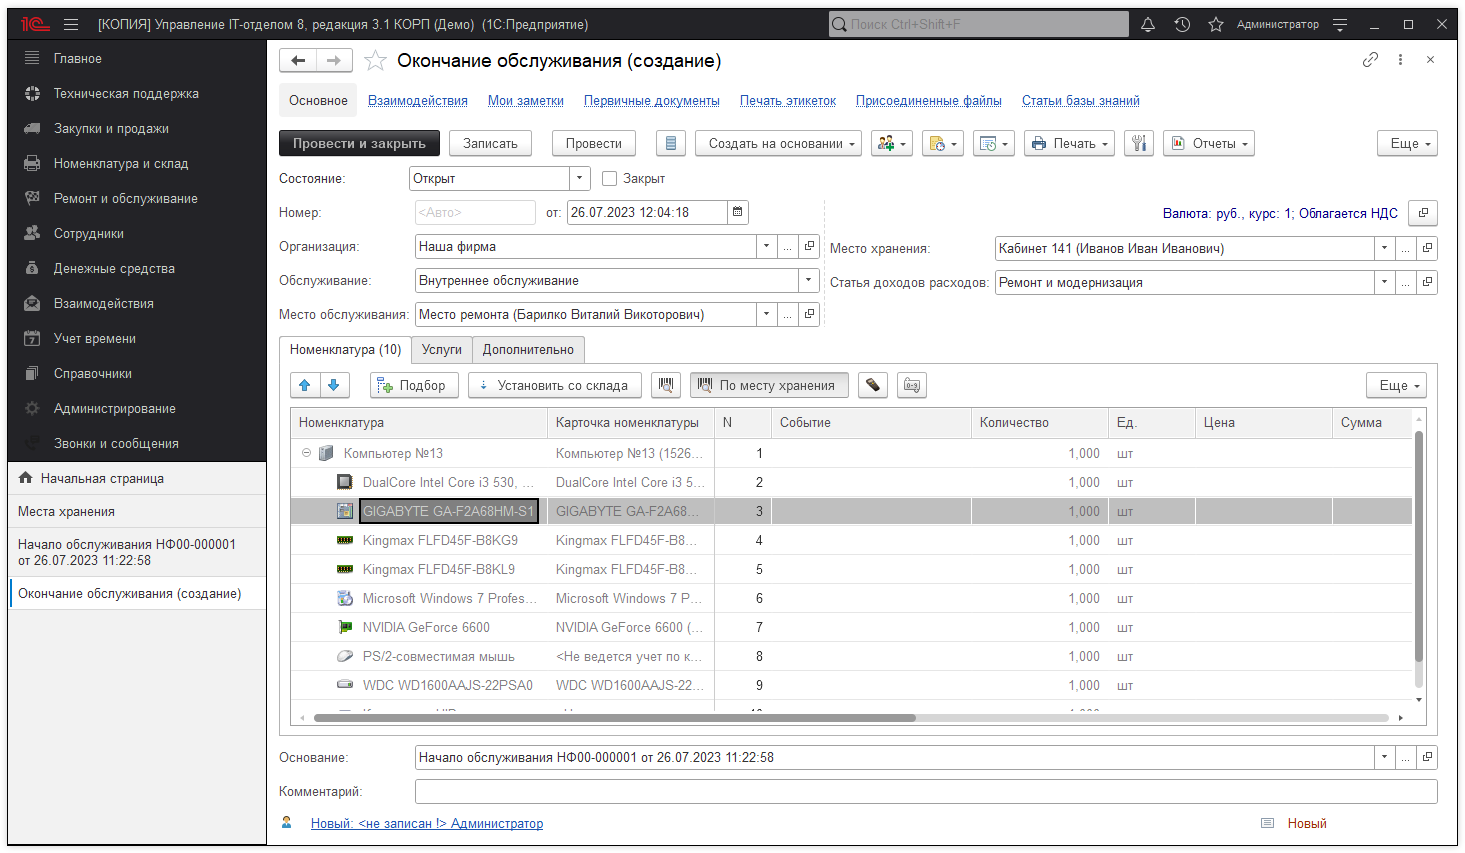 [КОПИЯ] Управление IT-отделом 8, редакция 3.1 КОРП (Демо) (1С:Предприятие)
Поиск Ctrl+Shift+F
Администратор
Главное
Техническая поддержка
Закупки и продажи
Номенклатура и склад
Ремонт и обслуживание
Сотрудники
Денежные средства
Взаимодействия
Учет времени
Справочники
Администрирование
Звонки и сообщения
Начальная страница
Места хранения
Начало обслуживания НФ00-000001
от 26.07.2023 11:22:58
Окончание обслуживания (создание)
Окончание обслуживания (создание)
Основное Взаимодействия Мои заметки Первичные документы Печать этикеток Присоединенные файлы Статьи базы знаний
Провести и закрыть Записать Провести Создать на основании Печать Отчеты Еще
Состояние: Открыт Закрыт
Номер: <Авто> от: 26.07.2023 12:04:18 Валюта: руб., курс: 1; Облагается НДС
Организация: Наша фирма Место хранения: Кабинет 141 (Иванов Иван Иванович)
Обслуживание: Внутреннее обслуживание Статья доходов расходов: Ремонт и модернизация
Место обслуживания: Место ремонта (Барилко Виталий Викоторович)
Номенклатура (10) Услуги Дополнительно
Подбор Установить со склада По месту хранения Еще
Номенклатура Карточка номенклатуры N Событие Количество Ед. Цена Сумма
Компьютер №13 Компьютер №13 (1526... 1 1,000 шт
DualCore Intel Core i3 530, ... DualCore Intel Core i3 5... 2 1,000 шт
GIGABYTE GA-F2A68HM-S1 GIGABYTE GA-F2A68... 3 1,000 шт
Kingmax FLFD45F-B8KG9 Kingmax FLFD45F-B8... 4 1,000 шт
Kingmax FLFD45F-B8KL9 Kingmax FLFD45F-B8... 5 1,000 шт
Microsoft Windows 7 Profes... Microsoft Windows 7 P... 6 1,000 шт
NVIDIA GeForce 6600 NVIDIA GeForce 6600 (... 7 1,000 шт
PS/2-совместимая мышь <Не ведется учет по к... 8 1,000 шт
WDC WD1600AAJS-22PSA0 WDC WD1600AAJS-22... 9 1,000 шт
Основание: Начало обслуживания НФ00-000001 от 26.07.2023 11:22:58
Комментарий:
Новый: <не записан !> Администратор Новый